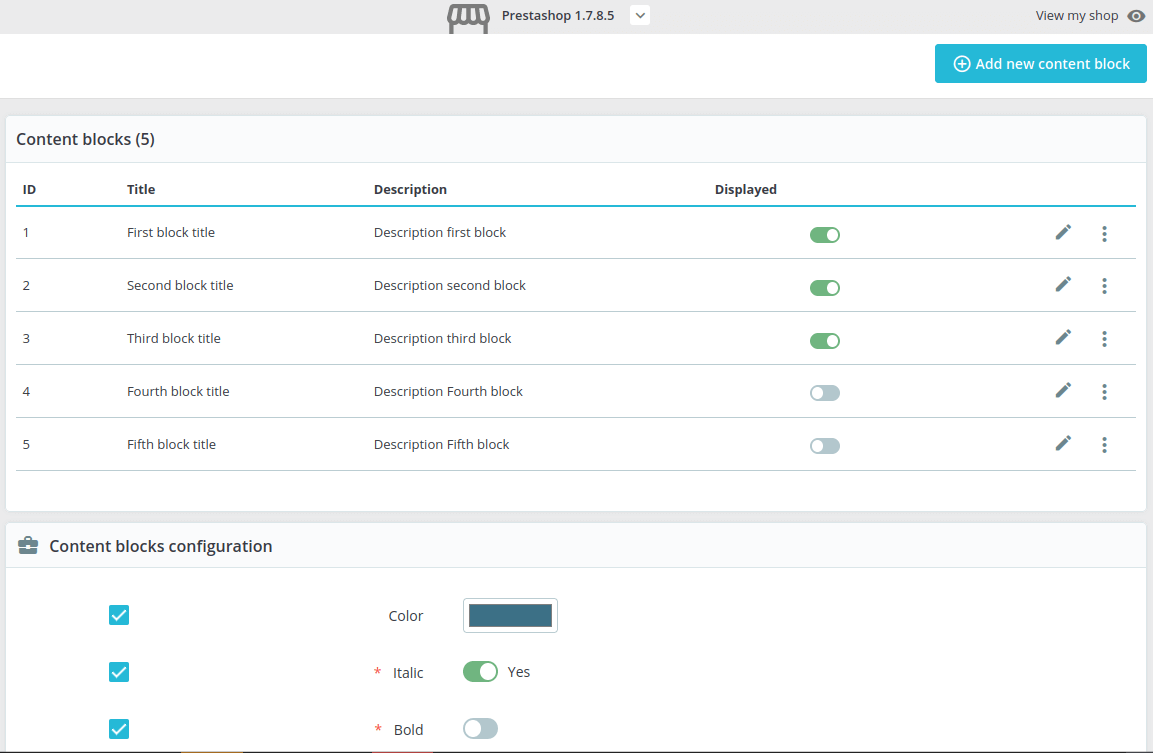 Prestashop 1.7.8.5 View my shop
Add new content block
Content blocks (5)
ID Title Description Displayed
1 First block title Description first block
2 Second block title Description second block
3 Third block title Description third block
4 Fourth block title Description Fourth block
5 Fifth block title Description Fifth block
Content blocks configuration
Color
* Italic Yes
* Bold